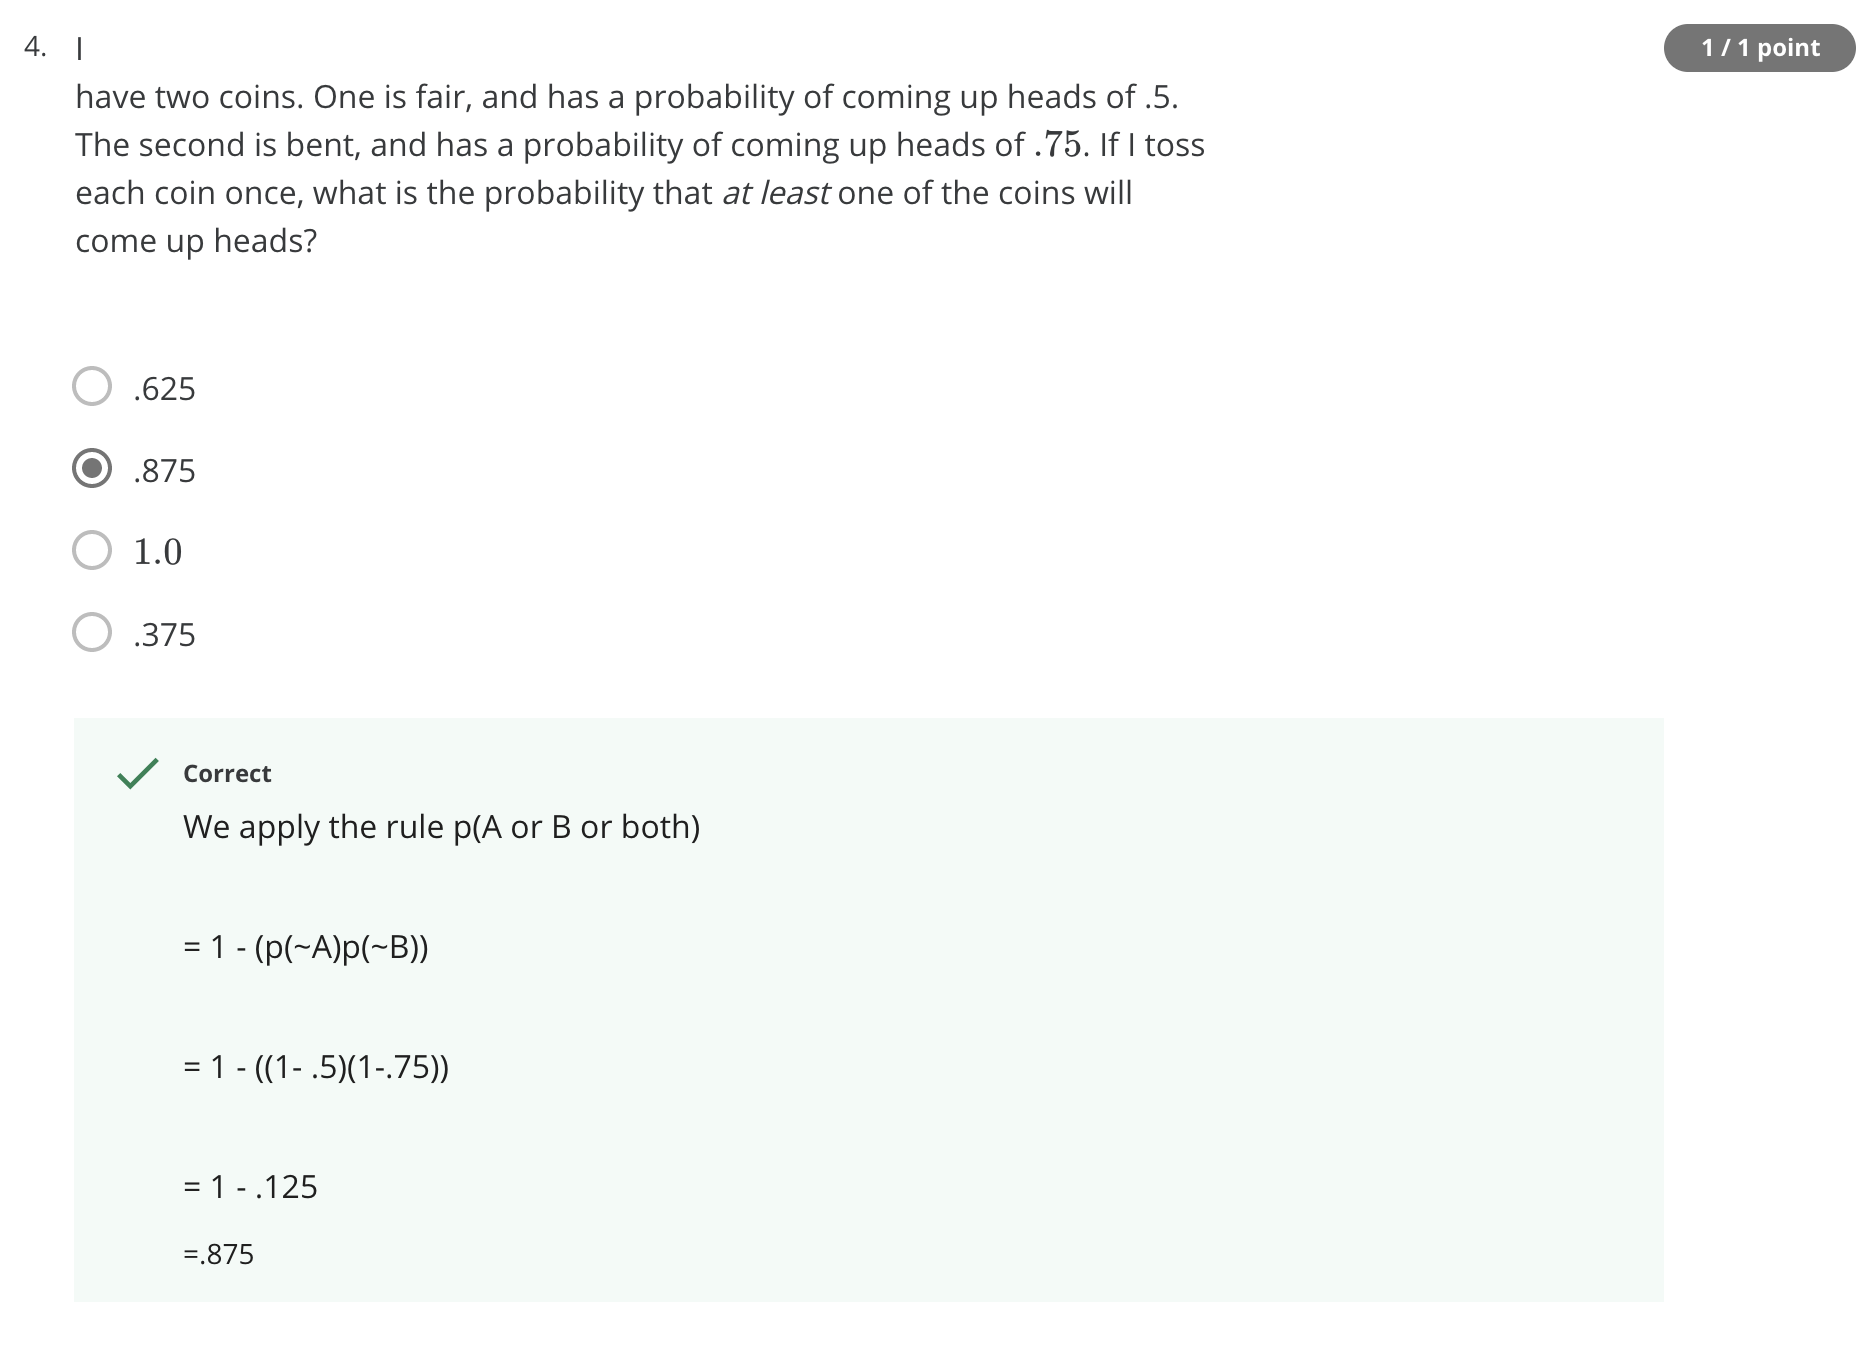 4. I
1 / 1 point
have two coins. One is fair, and has a probability of coming up heads of .5.
The second is bent, and has a probability of coming up heads of .75. If I toss
each coin once, what is the probability that at least one of the coins will
come up heads?
.625
.875
1.0
.375
Correct
We apply the rule p(A or B or both)
= 1 - (p(~A)p(~B))
= 1 - ((1- .5)(1-.75))
= 1 - .125
=.875